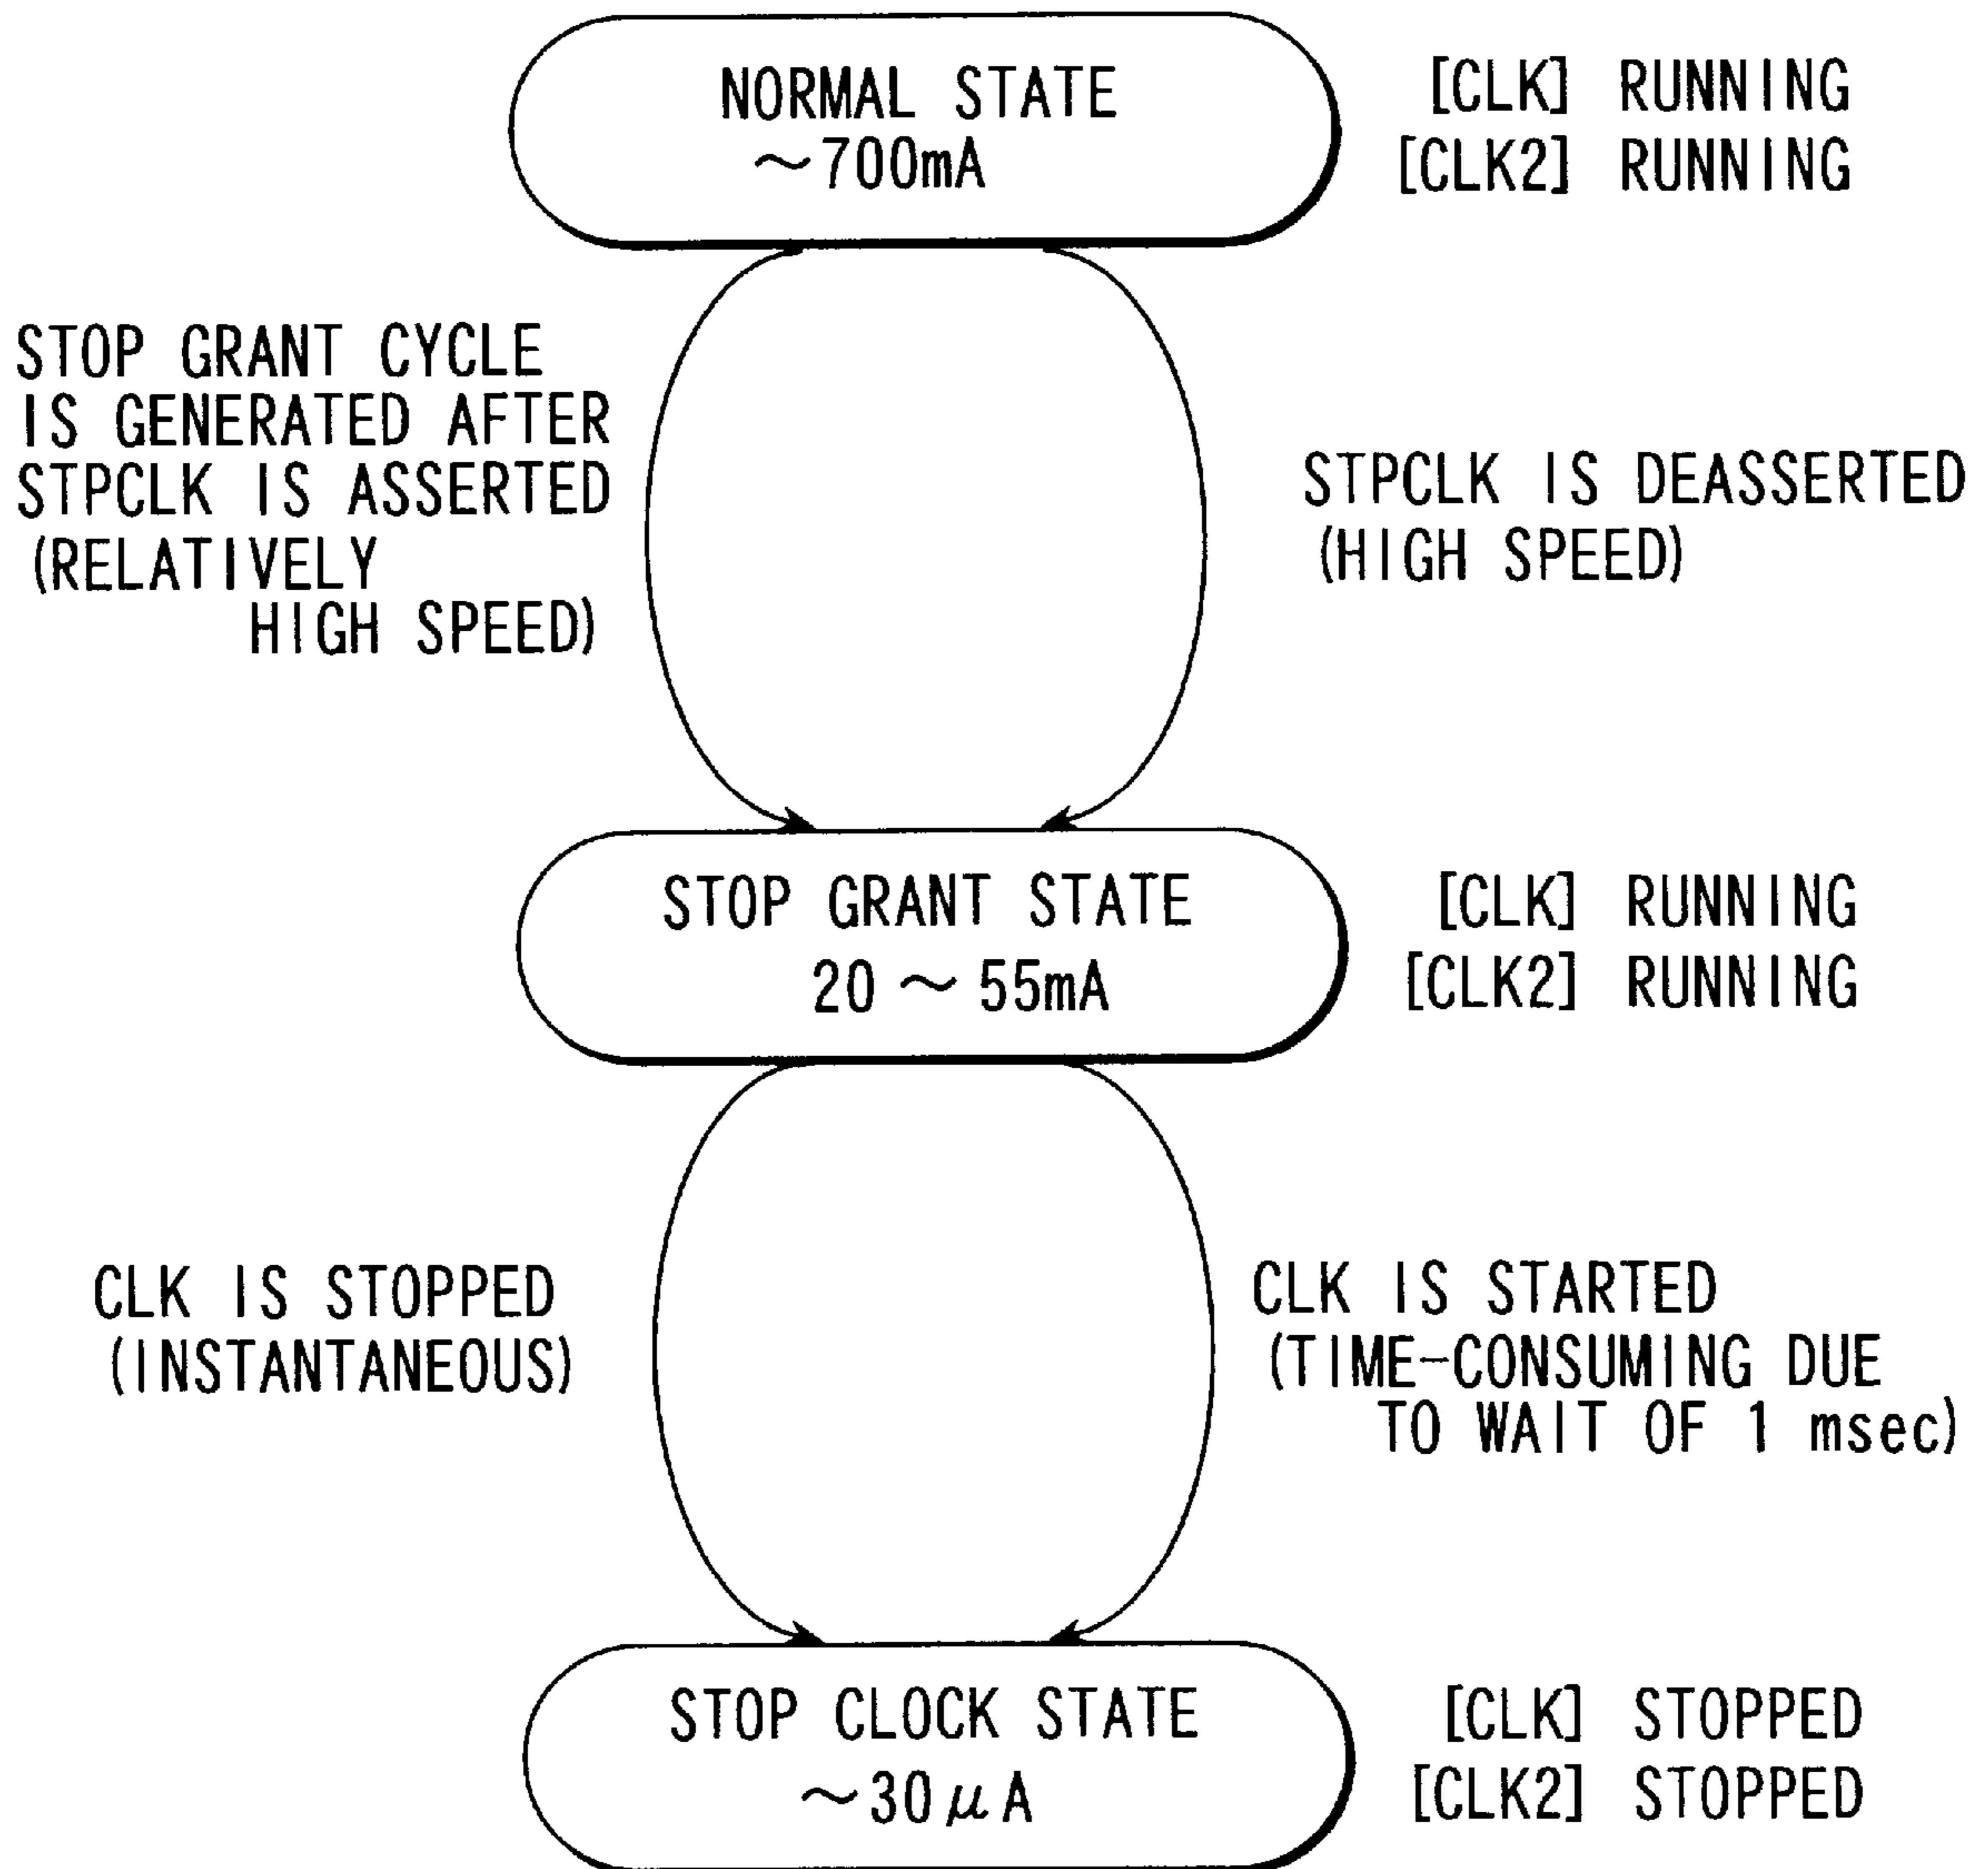 NORMAL STATE
~700mA
[CLK] RUNNING
[CLK2] RUNNING
STOP GRANT CYCLE
IS GENERATED AFTER
STPCLK IS ASSERTED
(RELATIVELY
HIGH SPEED)
STPCLK IS DEASSERTED
(HIGH SPEED)
STOP GRANT STATE
20 ~ 55mA
[CLK] RUNNING
[CLK2] RUNNING
CLK IS STOPPED
(INSTANTANEOUS)
CLK IS STARTED
(TIME-CONSUMING DUE
TO WAIT OF 1 msec)
STOP CLOCK STATE
~30μA
[CLK] STOPPED
[CLK2] STOPPED